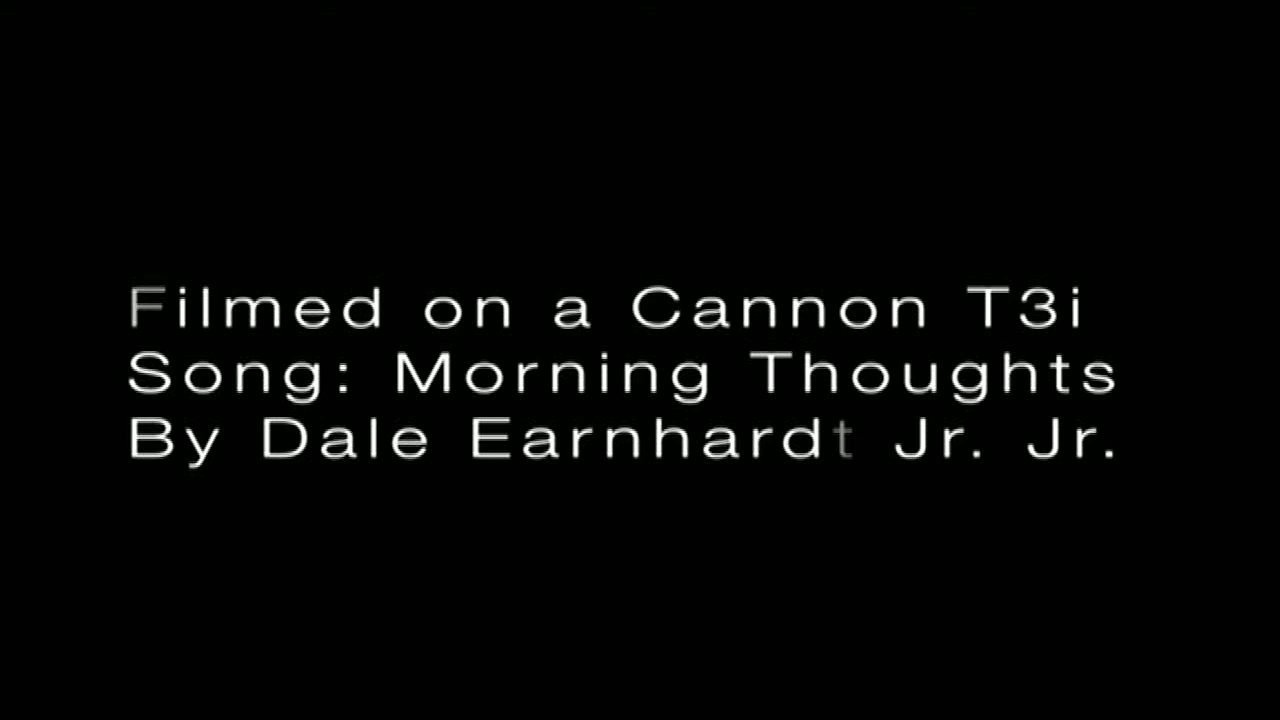 Filmed on a Cannon T3i
Song: Morning Thoughts
By Dale Earnhardt Jr. Jr.